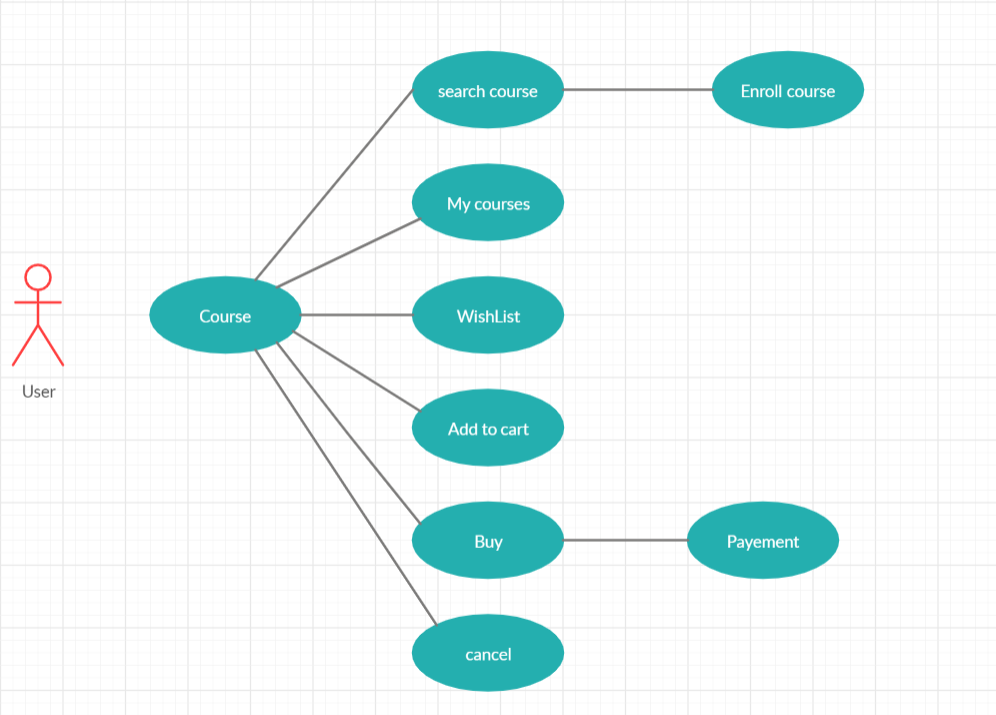 search course
Enroll course
My courses
Course
WishList
User
Add to cart
Buy
Payement
cancel